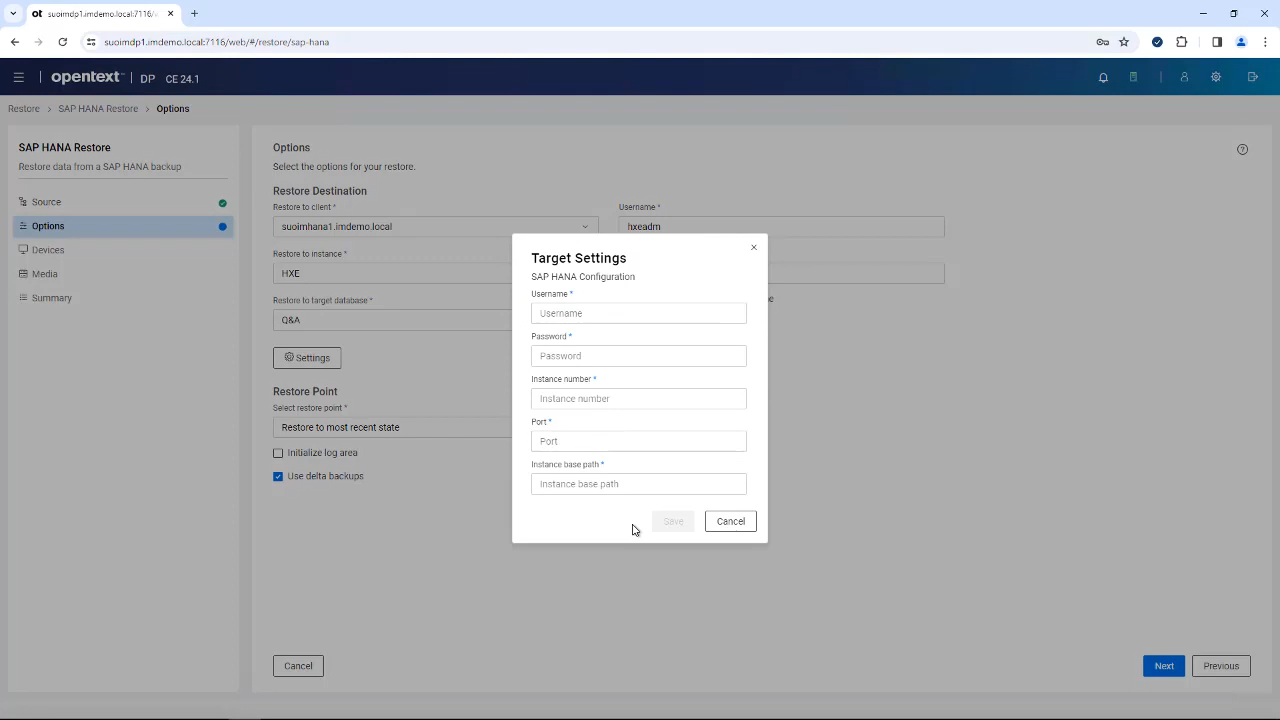 ot suoimdp1.imdemo.local:7116/
suoimdp1.imdemo.local:7116/web/#/restore/sap-hana
opentext™ | DP CE 24.1
Restore > SAP HANA Restore > Options
SAP HANA Restore
Restore data from a SAP HANA backup
Source
Options
Devices
Media
Summary
Options
Select the options for your restore.
Restore Destination
Restore to client *
suoimhana1.imdemo.local
Username *
hxeadm
Restore to instance *
HXE
Restore to target database *
Q&A
Settings
Restore Point
Select restore point *
Restore to most recent state
Initialize log area
Use delta backups
Target Settings
SAP HANA Configuration
Username *
Username
Password *
Password
Instance number *
Instance number
Port *
Port
Instance base path *
Instance base path
Save
Cancel
Cancel
Next
Previous